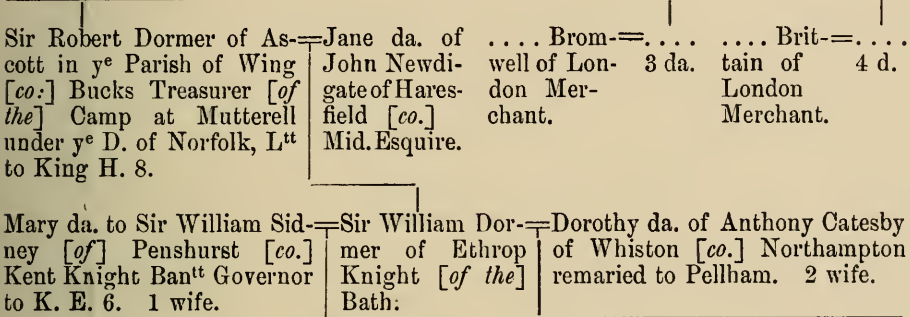 Sir Robert Dormer of As-
cott in yᵉ Parish of Wing
[co:] Bucks Treasurer [of
the] Camp at Mutterell
under yᵉ D. of Norfolk, Lᵗᵗ
to King H. 8.
Jane da. of
John Newdi-
gate of Hares-
field [co.]
Mid. Esquire.
.... Brom-=....
well of Lon- 3 da.
don Mer-
chant.
.... Brit-=....
tain of 4 d.
London
Merchant.
Mary da. to Sir William Sid-
ney [of] Penshurst [co.]
Kent Knight Banᵗᵗ Governor
to K. E. 6. 1 wife.
Sir William Dor-
mer of Ethrop
Knight [of the]
Bath.
Dorothy da. of Anthony Catesby
of Whiston [co.] Northampton
remaried to Pellham. 2 wife.